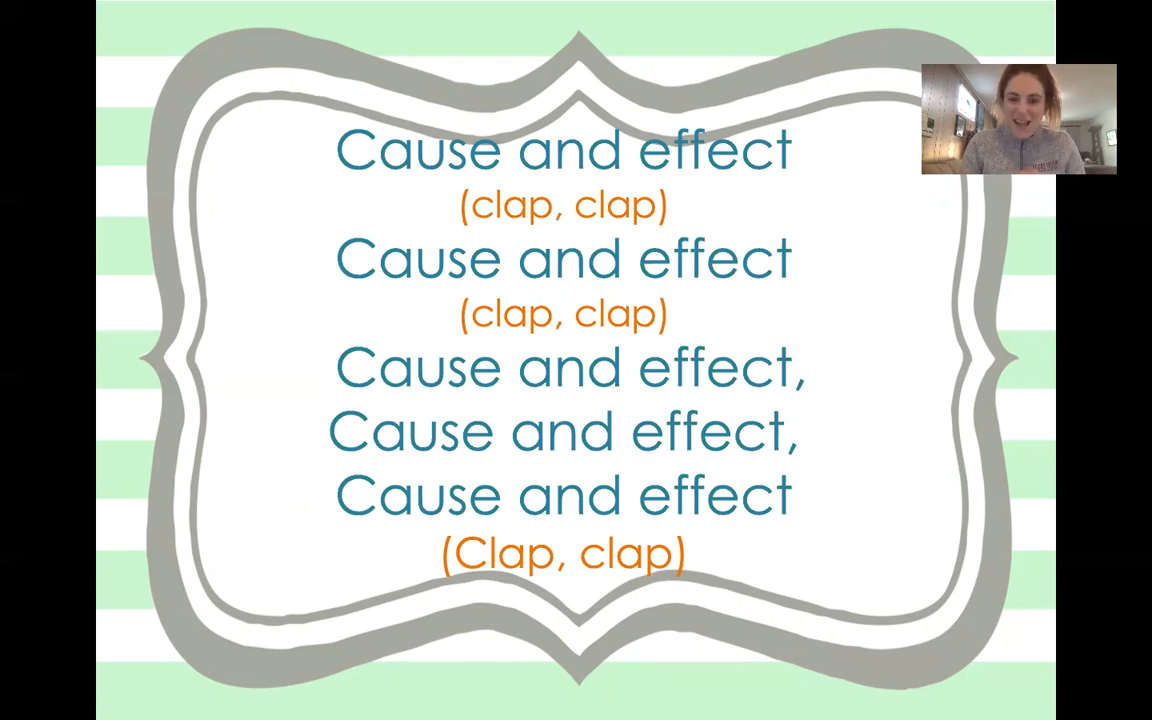 Cause and effect
(clap, clap)
Cause and effect
(clap, clap)
Cause and effect,
Cause and effect,
Cause and effect
(Clap, clap)